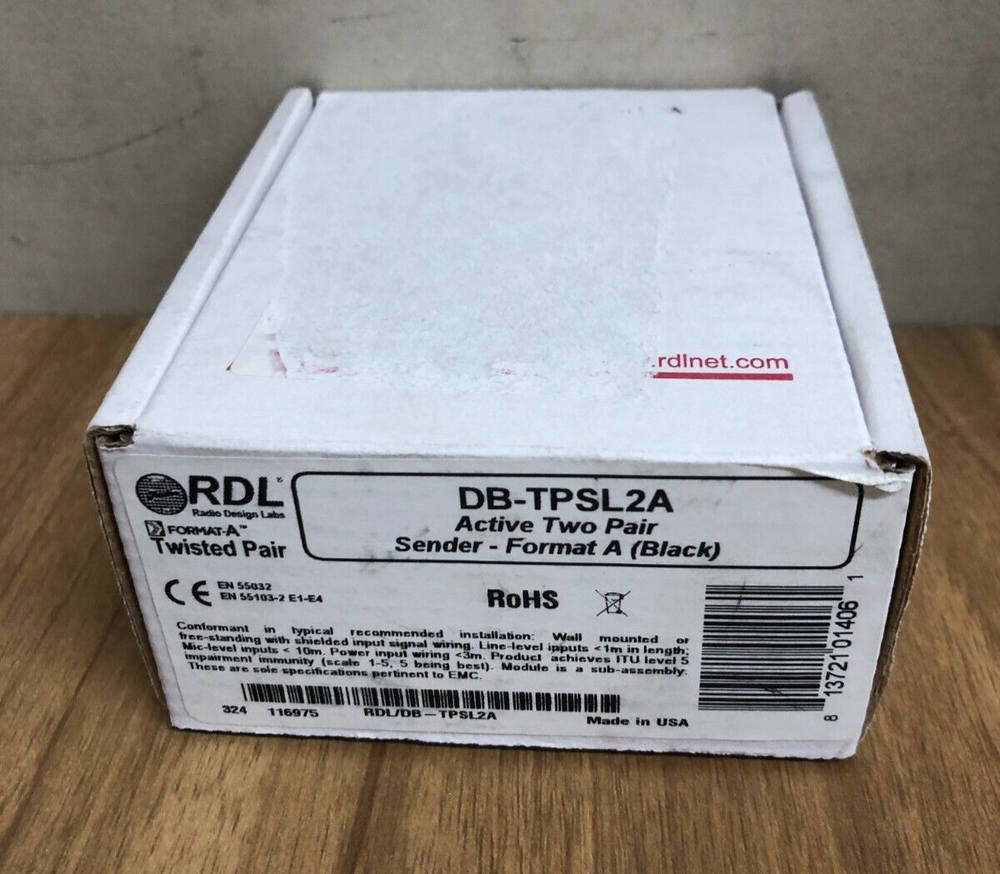 .rdlnet.com
RDL®
Radio Design Labs
FORMAT-A™
Twisted Pair
DB-TPSL2A
Active Two Pair
Sender - Format A (Black)
CE EN 55032
EN 55103-2 E1-E4
RoHS
Conformant in typical recommended installation: Wall mounted or
free-standing with shielded input signal wiring. Line-level inputs <1m in length;
Mic-level inputs < 10m. Power input wiring <3m. Product achieves ITU level 5
impairment immunity (scale 1-5, 5 being best). Module is a sub-assembly.
These are sole specifications pertinent to EMC.
324 116975 RDL/DB-TPSL2A
Made in USA
8 13721 01406 1